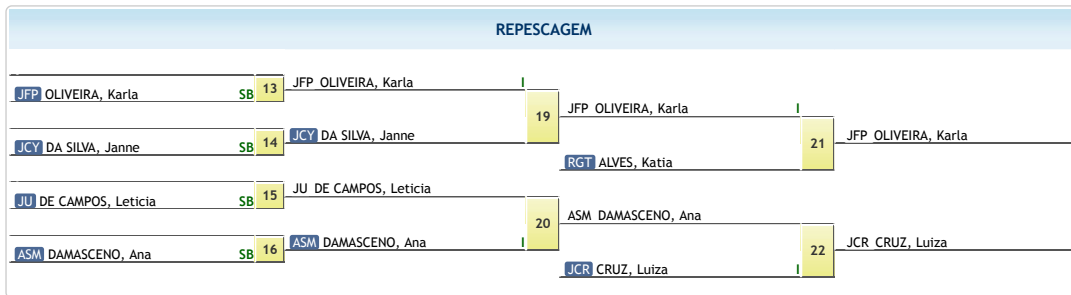 REPESCAGEM
JFP OLIVEIRA, Karla SB
13
JFP OLIVEIRA, Karla I
JCY DA SILVA, Janne SB
14
JCY DA SILVA, Janne
19
JFP OLIVEIRA, Karla I
RGT ALVES, Katia
21
JFP OLIVEIRA, Karla
JU DE CAMPOS, Leticia SB
15
JU DE CAMPOS, Leticia
ASM DAMASCENO, Ana SB
16
ASM DAMASCENO, Ana I
20
ASM DAMASCENO, Ana
JCR CRUZ, Luiza I
22
JCR CRUZ, Luiza